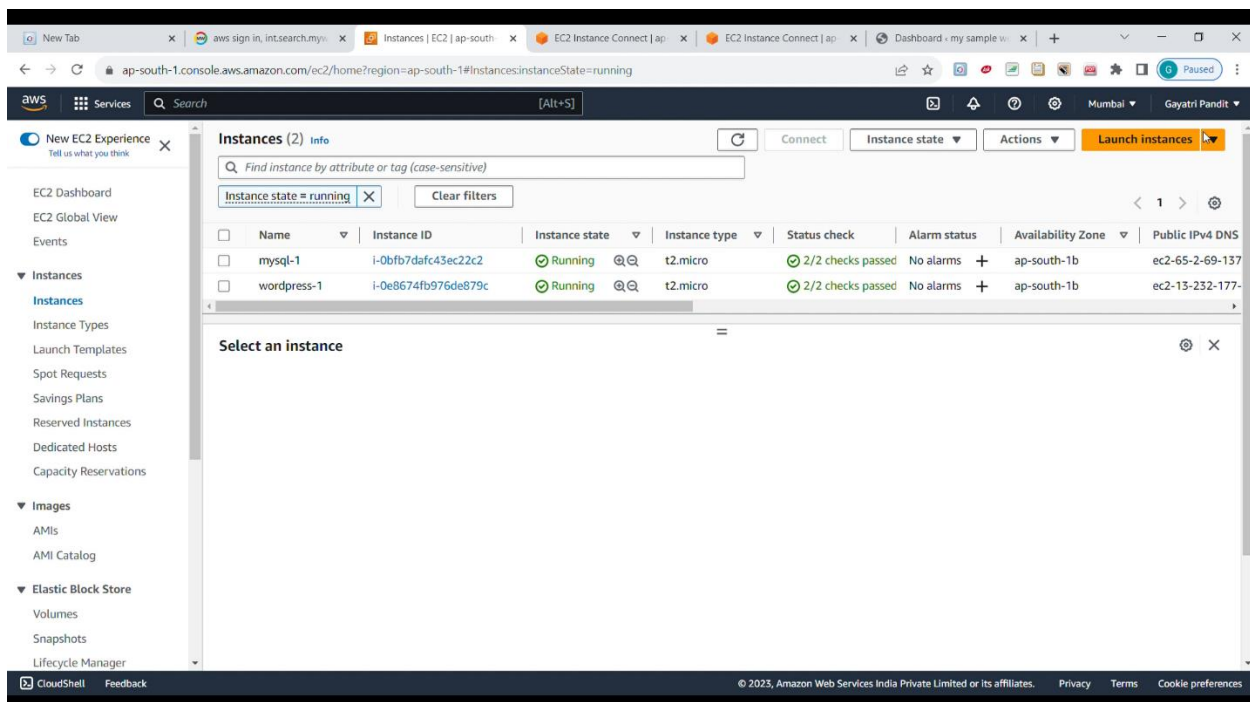 New Tab
aws sign in, int.search.myw
Instances | EC2 | ap-south-
EC2 Instance Connect | ap-
EC2 Instance Connect | ap-
Dashboard ‹ my sample w
ap-south-1.console.aws.amazon.com/ec2/home?region=ap-south-1#Instances:instanceState=running
G Paused
aws Services Search [Alt+S] Mumbai Gayatri Pandit
New EC2 Experience
Tell us what you think
EC2 Dashboard
EC2 Global View
Events
Instances
Instances
Instance Types
Launch Templates
Spot Requests
Savings Plans
Reserved Instances
Dedicated Hosts
Capacity Reservations
Images
AMIs
AMI Catalog
Elastic Block Store
Volumes
Snapshots
Lifecycle Manager
Instances (2) Info Connect Instance state Actions Launch instances
Find instance by attribute or tag (case-sensitive)
Instance state = running Clear filters
1
Name Instance ID Instance state Instance type Status check Alarm status Availability Zone Public IPv4 DNS
mysql-1 i-0bfb7dafc43ec22c2 Running t2.micro 2/2 checks passed No alarms + ap-south-1b ec2-65-2-69-137
wordpress-1 i-0e8674fb976de879c Running t2.micro 2/2 checks passed No alarms + ap-south-1b ec2-13-232-177-
Select an instance
CloudShell Feedback © 2023, Amazon Web Services India Private Limited or its affiliates. Privacy Terms Cookie preferences